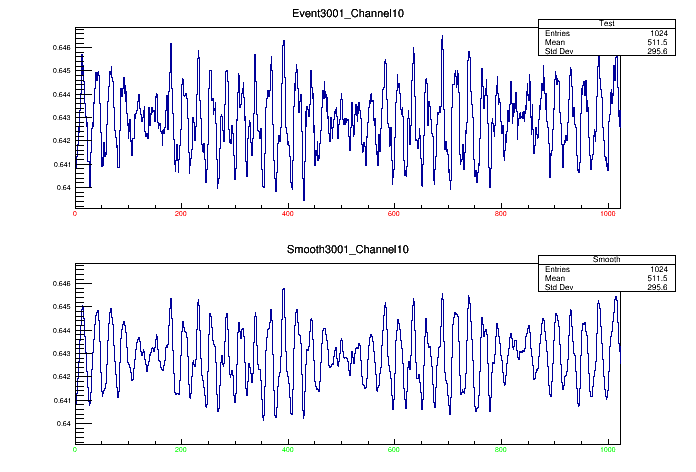 Event3001_Channel10
Test
Entries 1024
Mean 511.5
Std Dev 295.6
0.646
0.645
0.644
0.643
0.642
0.641
0.64
0 200 400 600 800 1000
Smooth3001_Channel10
Smooth
Entries 1024
Mean 511.5
Std Dev 295.6
0.646
0.645
0.644
0.643
0.642
0.641
0.64
0 200 400 600 800 1000